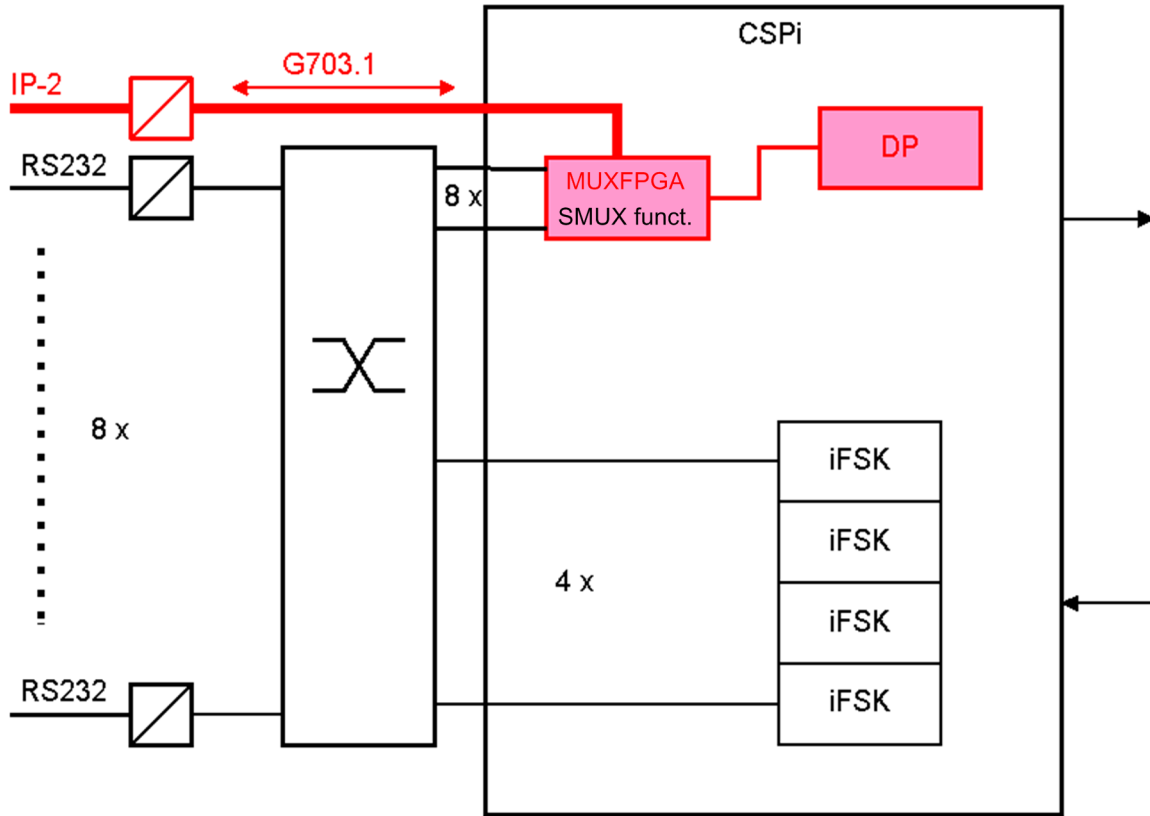 CSPi
G703.1
IP-2
DP
RS232
MUXFPGA
8 x
SMUX funct.
8 x
iFSK
iFSK
4 x
iFSK
RS232
iFSK